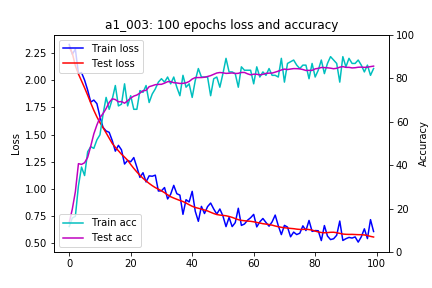 a1_003: 100 epochs loss and accuracy
Train loss
Test loss
Train acc
Test acc
Loss
2.25
2.00
1.75
1.50
1.25
1.00
0.75
0.50
Accuracy
100
80
60
40
20
0
0 20 40 60 80 100